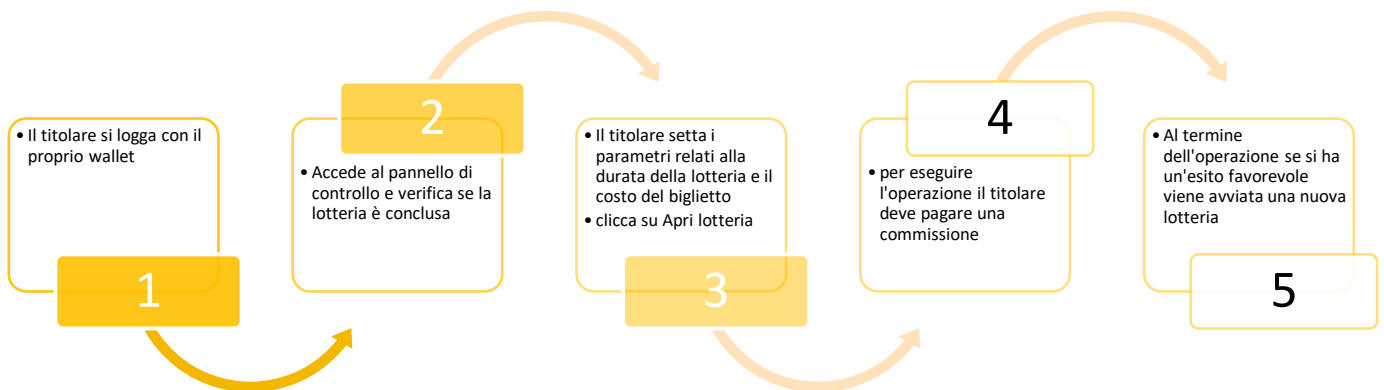 • Il titolare si logga con il
proprio wallet
1
2
• Accede al pannello di
controllo e verifica se la
lotteria è conclusa
• Il titolare setta i
parametri relati alla
durata della lotteria e il
costo del biglietto
• clicca su Apri lotteria
3
4
• per eseguire
l'operazione il titolare
deve pagare una
commissione
• Al termine
dell'operazione se si ha
un'esito favorevole
viene avviata una nuova
lotteria
5